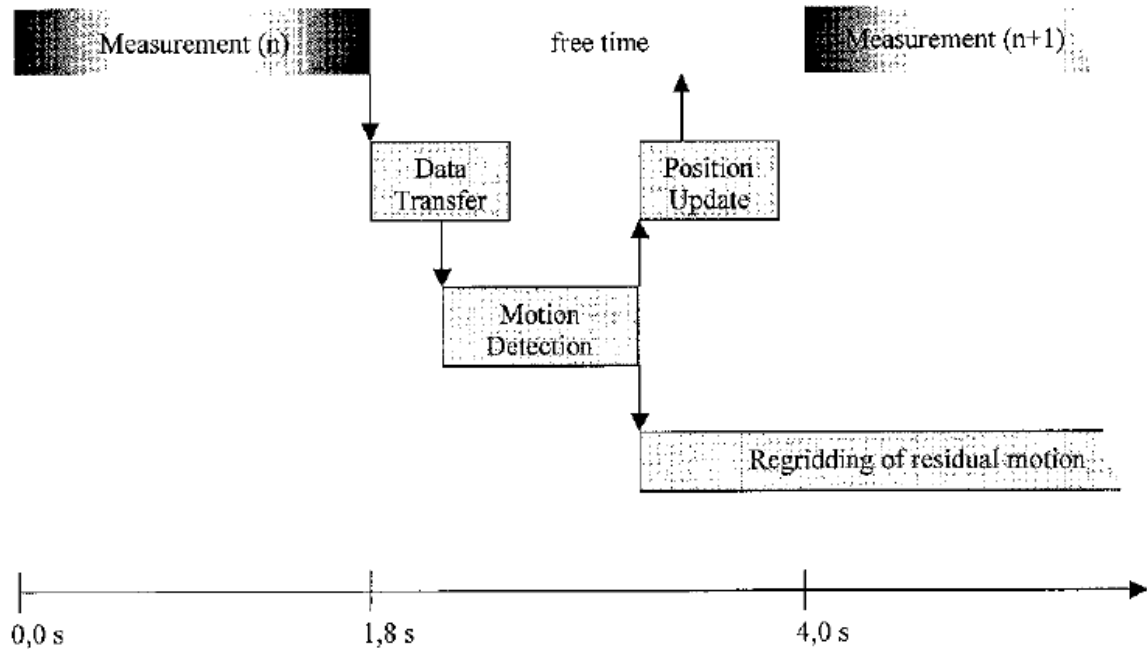 Measurement (n)
free time
Measurement (n+1)
Data
Transfer
Position
Update
Motion
Detection
Regridding of residual motion
0,0 s
1,8 s
4,0 s